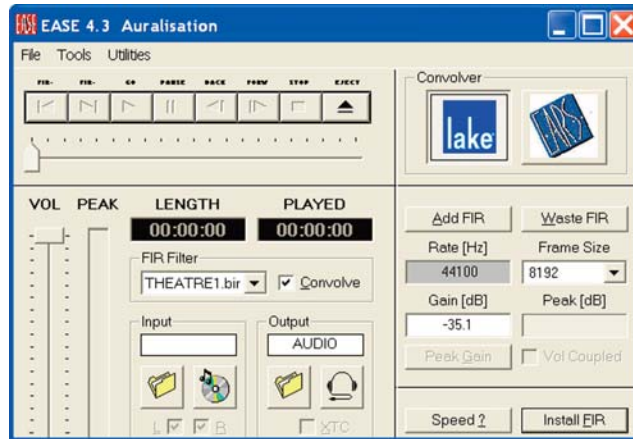 EASE EASE 4.3 Auralisation
File Tools Utilities
FIR- FIR- GO PAUSE BACK FORW STOP EJECT
Convolver
lake
EARS
VOL PEAK LENGTH PLAYED
00:00:00 00:00:00
FIR Filter
THEATRE1.bir Convolve
Input Output
AUDIO
L R XTC
Add FIR Waste FIR
Rate [Hz] Frame Size
44100 8192
Gain [dB] Peak [dB]
-35.1
Peak Gain Vol Coupled
Speed ? Install FIR